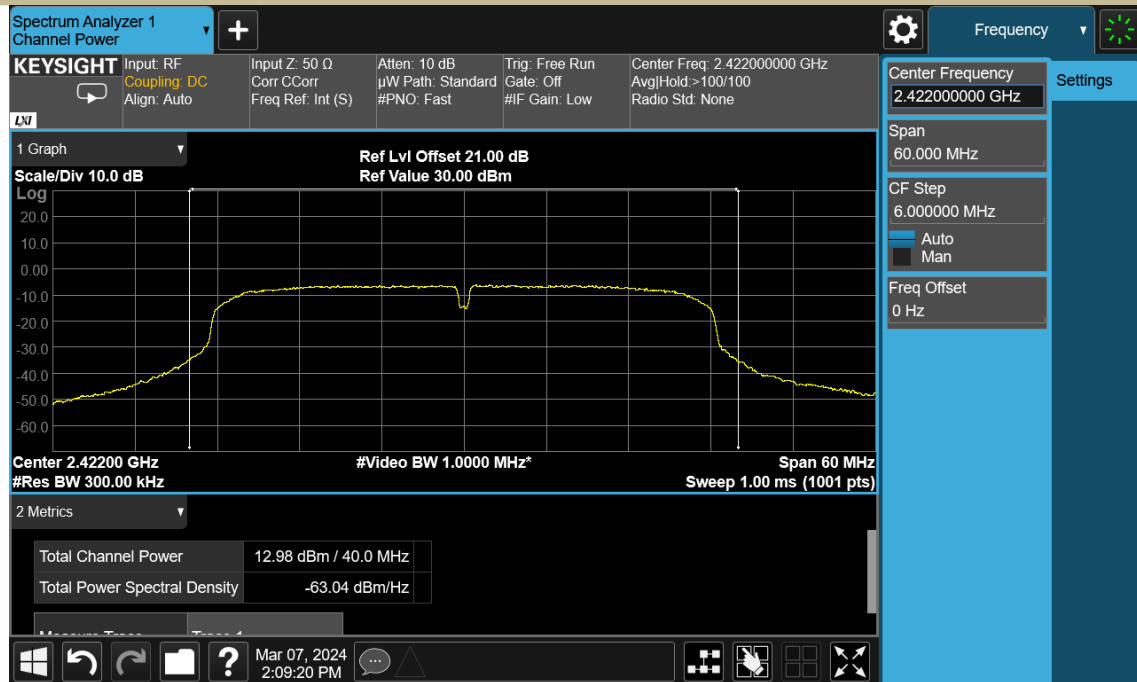 Spectrum Analyzer 1
Channel Power
+
Frequency
KEYSIGHT
Input: RF
Coupling: DC
Align: Auto
Input Z: 50 Ω
Corr CCorr
Freq Ref: Int (S)
Atten: 10 dB
µW Path: Standard
#PNO: Fast
Trig: Free Run
Gate: Off
#IF Gain: Low
Center Freq: 2.422000000 GHz
Avg|Hold:>100/100
Radio Std: None
LXI
Center Frequency
2.422000000 GHz
Settings
Span
60.000 MHz
CF Step
6.000000 MHz
Auto
Man
Freq Offset
0 Hz
1 Graph
Ref Lvl Offset 21.00 dB
Scale/Div 10.0 dB
Ref Value 30.00 dBm
Log
20.0
10.0
0.00
-10.0
-20.0
-30.0
-40.0
-50.0
-60.0
Center 2.42200 GHz
#Video BW 1.0000 MHz*
Span 60 MHz
#Res BW 300.00 kHz
Sweep 1.00 ms (1001 pts)
2 Metrics
Total Channel Power 12.98 dBm / 40.0 MHz
Total Power Spectral Density -63.04 dBm/Hz
?
Mar 07, 2024
2:09:20 PM